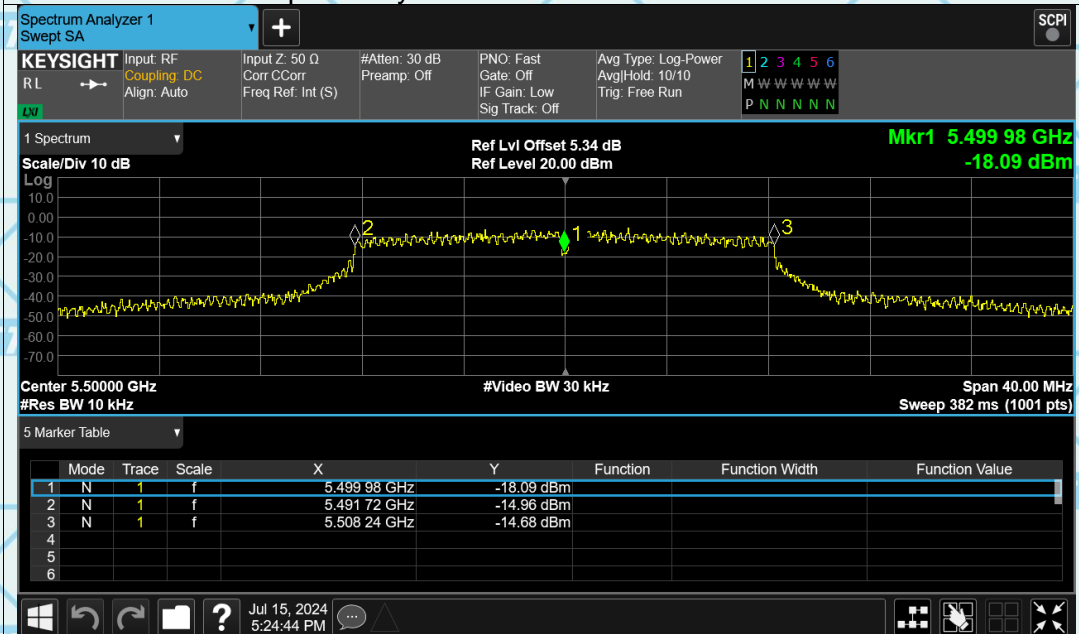 Spectrum Analyzer 1
Swept SA
+
SCPI
KEYSIGHT
RL
LXI
Input: RF
Coupling: DC
Align: Auto
Input Z: 50 Ω
Corr CCorr
Freq Ref: Int (S)
#Atten: 30 dB
Preamp: Off
PNO: Fast
Gate: Off
IF Gain: Low
Sig Track: Off
Avg Type: Log-Power
Avg|Hold: 10/10
Trig: Free Run
1 2 3 4 5 6
M W W W W W
P N N N N N
1 Spectrum
Scale/Div 10 dB
Ref Lvl Offset 5.34 dB
Ref Level 20.00 dBm
Mkr1 5.499 98 GHz
-18.09 dBm
Log
10.0
0.00
-10.0
-20.0
-30.0
-40.0
-50.0
-60.0
-70.0
2
1
3
Center 5.50000 GHz
#Video BW 30 kHz
Span 40.00 MHz
#Res BW 10 kHz
Sweep 382 ms (1001 pts)
5 Marker Table
Mode Trace Scale X Y Function Function Width Function Value
1 N 1 f 5.499 98 GHz -18.09 dBm
2 N 1 f 5.491 72 GHz -14.96 dBm
3 N 1 f 5.508 24 GHz -14.68 dBm
4
5
6
?
Jul 15, 2024
5:24:44 PM